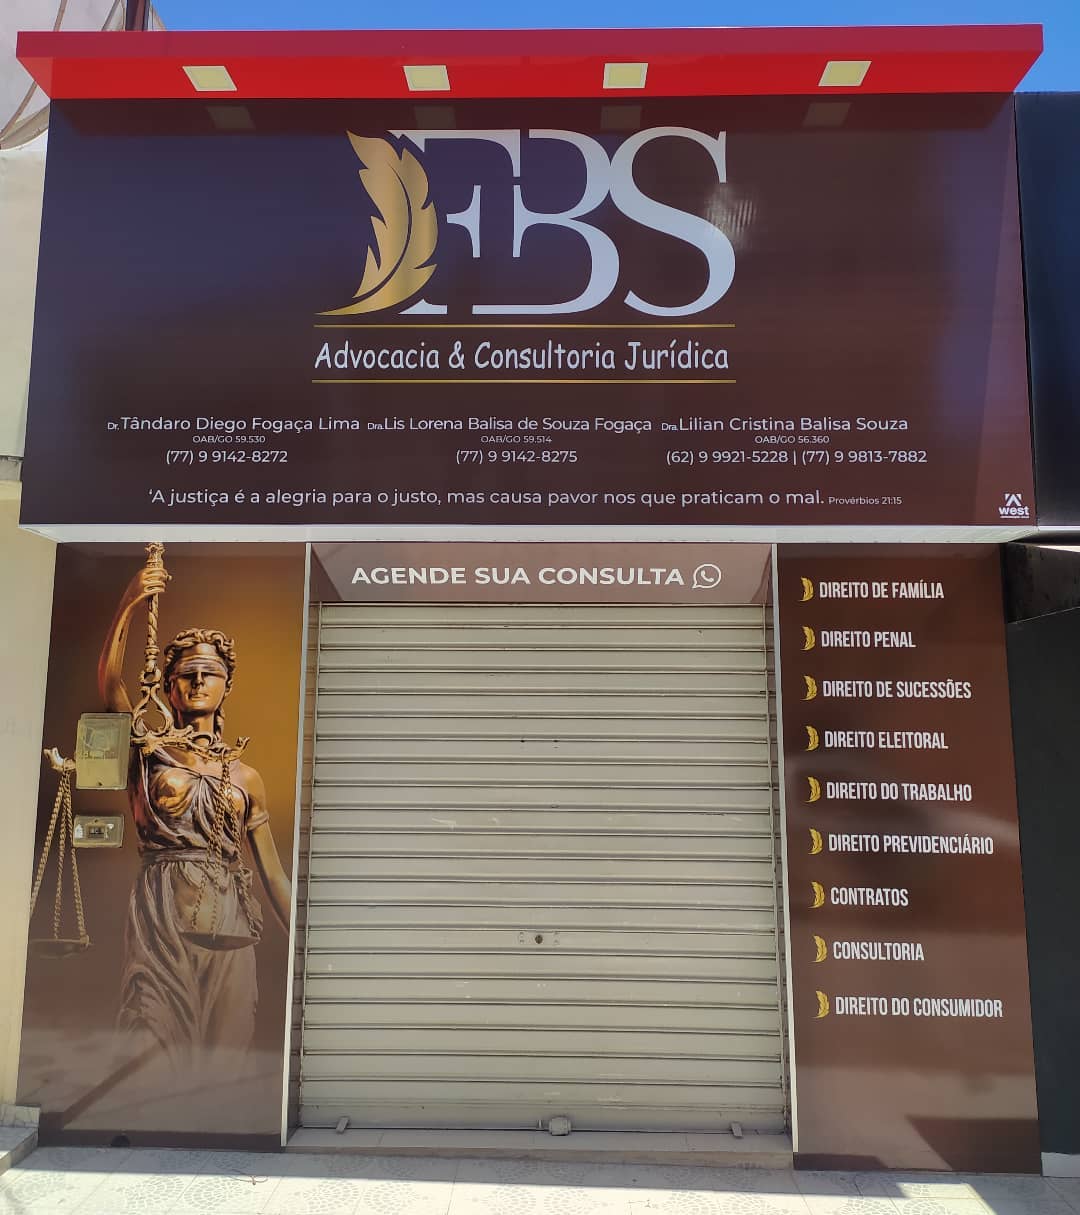 FBS
Advocacia & Consultoria Jurídica
Dr. Tândaro Diego Fogaça Lima Dra. Lis Lorena Balisa de Souza Fogaça Dra. Lilian Cristina Balisa Souza
OAB/GO 59.530 OAB/GO 59.514 OAB/GO 56.360
(77) 9 9142-8272 (77) 9 9142-8275 (62) 9 9921-5228 | (77) 9 9813-7882
'A justiça é a alegria para o justo, mas causa pavor nos que praticam o mal. Provérbios 21:15
west
AGENDE SUA CONSULTA
DIREITO DE FAMÍLIA
DIREITO PENAL
DIREITO DE SUCESSÕES
DIREITO ELEITORAL
DIREITO DO TRABALHO
DIREITO PREVIDENCIÁRIO
CONTRATOS
CONSULTORIA
DIREITO DO CONSUMIDOR